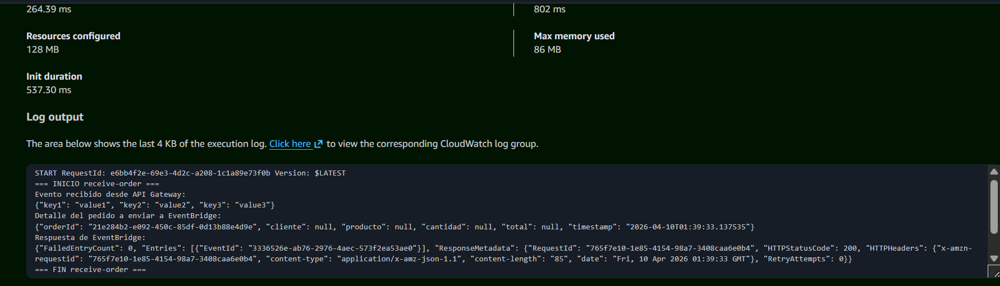 264.39 ms
802 ms
Resources configured
128 MB
Max memory used
86 MB
Init duration
537.30 ms
Log output
The area below shows the last 4 KB of the execution log. Click here to view the corresponding CloudWatch log group.
START RequestId: e6bb4f2e-69e3-4d2c-a208-1c1a89e73f0b Version: $LATEST
=== INICIO receive-order ===
Evento recibido desde API Gateway:
{"key1": "value1", "key2": "value2", "key3": "value3"}
Detalle del pedido a enviar a EventBridge:
{"orderId": "21e284b2-e092-450c-85df-0d13b88e4d9e", "cliente": null, "producto": null, "cantidad": null, "total": null, "timestamp": "2026-04-10T01:39:33.137535"}
Respuesta de EventBridge:
{"FailedEntryCount": 0, "Entries": [{"EventId": "3336526e-ab76-2976-4aec-573f2ea53ae0"}], "ResponseMetadata": {"RequestId": "765f7e10-1e85-4154-98a7-3408caa6e0b4", "HTTPStatusCode": 200, "HTTPHeaders": {"x-amzn-
requestid": "765f7e10-1e85-4154-98a7-3408caa6e0b4", "content-type": "application/x-amz-json-1.1", "content-length": "85", "date": "Fri, 10 Apr 2026 01:39:33 GMT"}, "RetryAttempts": 0}}
=== FIN receive-order ===